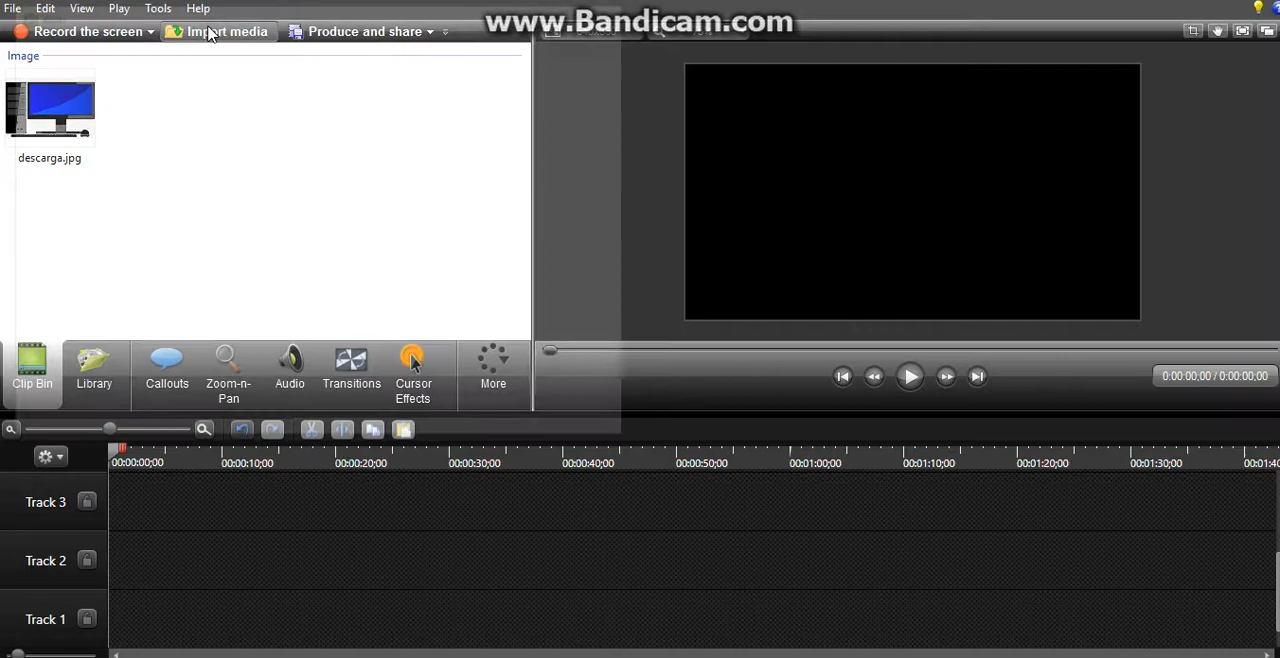 File Edit View Play Tools Help
www.Bandicam.com
Record the screen Import media Produce and share
Image
descarga.jpg
Clip Bin Library Callouts Zoom-n-Pan Audio Transitions Cursor Effects More
0:00:00;00 / 0:00:00;00
00:00:00;00 00:00:10;00 00:00:20;00 00:00:30;00 00:00:40;00 00:00:50;00 00:01:00;00 00:01:10;00 00:01:20;00 00:01:30;00
Track 3
Track 2
Track 1